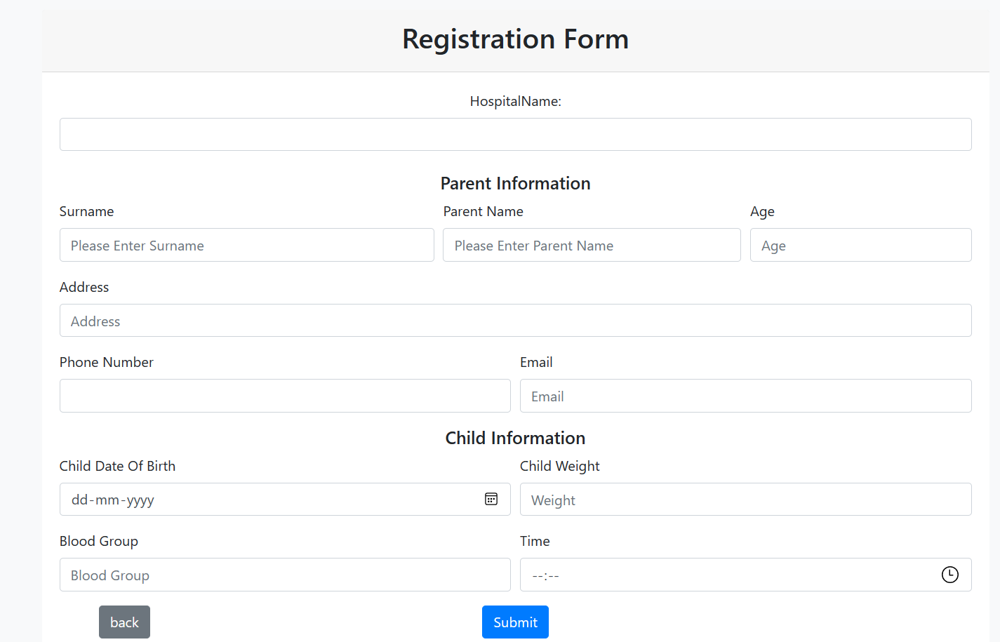 Registration Form
HospitalName:
Parent Information
Surname Parent Name Age
Please Enter Surname Please Enter Parent Name Age
Address
Address
Phone Number Email
Email
Child Information
Child Date Of Birth Child Weight
dd-mm-yyyy Weight
Blood Group Time
Blood Group --:--
back Submit